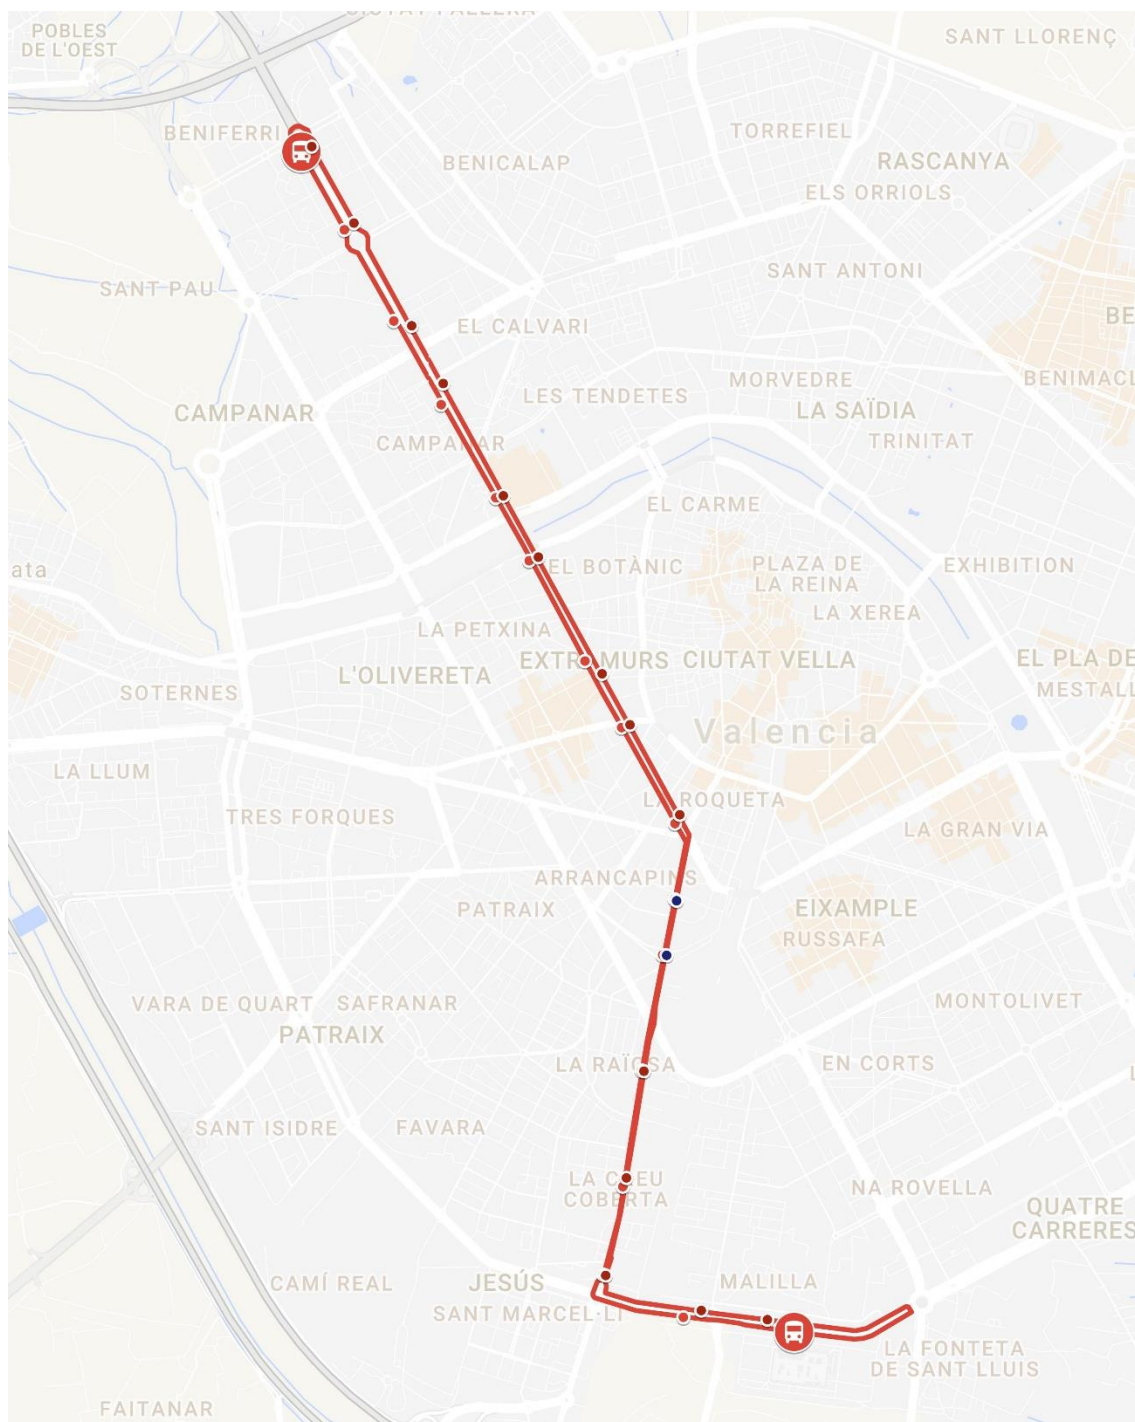 CIUTAT FALLERA
POBLES
DE L'OEST
SANT LLORENÇ
BENIFERRI
TORREFIEL
BENICALAP
RASCANYA
ELS ORRIOLS
SANT ANTONI
SANT PAU
BE
EL CALVARI
MORVEDRE
BENIMACL
LES TENDETES
LA SAÏDIA
CAMPANAR
TRINITAT
CAMPANAR
EL CARME
EXHIBITION
PLAZA DE
LA REINA
EL BOTÀNIC
ata
LA XEREA
LA PETXINA
EXTRAMURS
CIUTAT VELLA
EL PLA DE
L'OLIVERETA
MESTALL
SOTERNES
Valencia
LA LLUM
LA ROQUETA
TRES FORQUES
LA GRAN VIA
ARRANCAPINS
PATRAIX
EIXAMPLE
RUSSAFA
VARA DE QUART
SAFRANAR
MONTOLIVET
PATRAIX
LA RAÏOSA
EN CORTS
L
SANT ISIDRE
FAVARA
LA CREU
COBERTA
NA ROVELLA
QUATRE
CARRERES
CAMÍ REAL
JESÚS
MALILLA
SANT MARCEL·LÍ
LA FONTETA
DE SANT LLUIS
FAITANAR